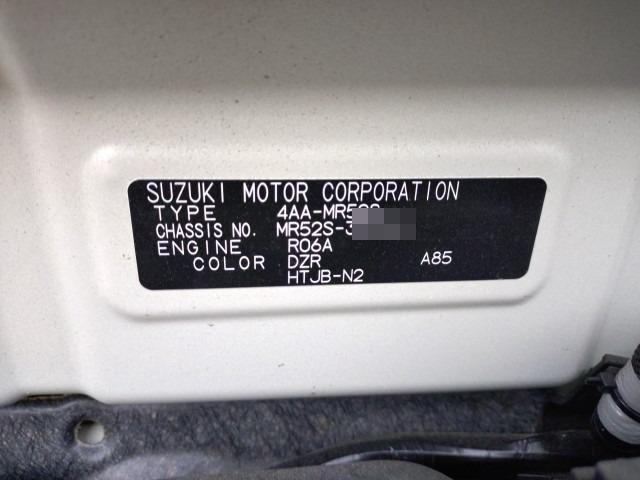 SUZUKI MOTOR CORPORATION
TYPE 4AA-MR52S
CHASSIS NO. MR52S-3
ENGINE R06A
COLOR DZR A85
HTJB-N2